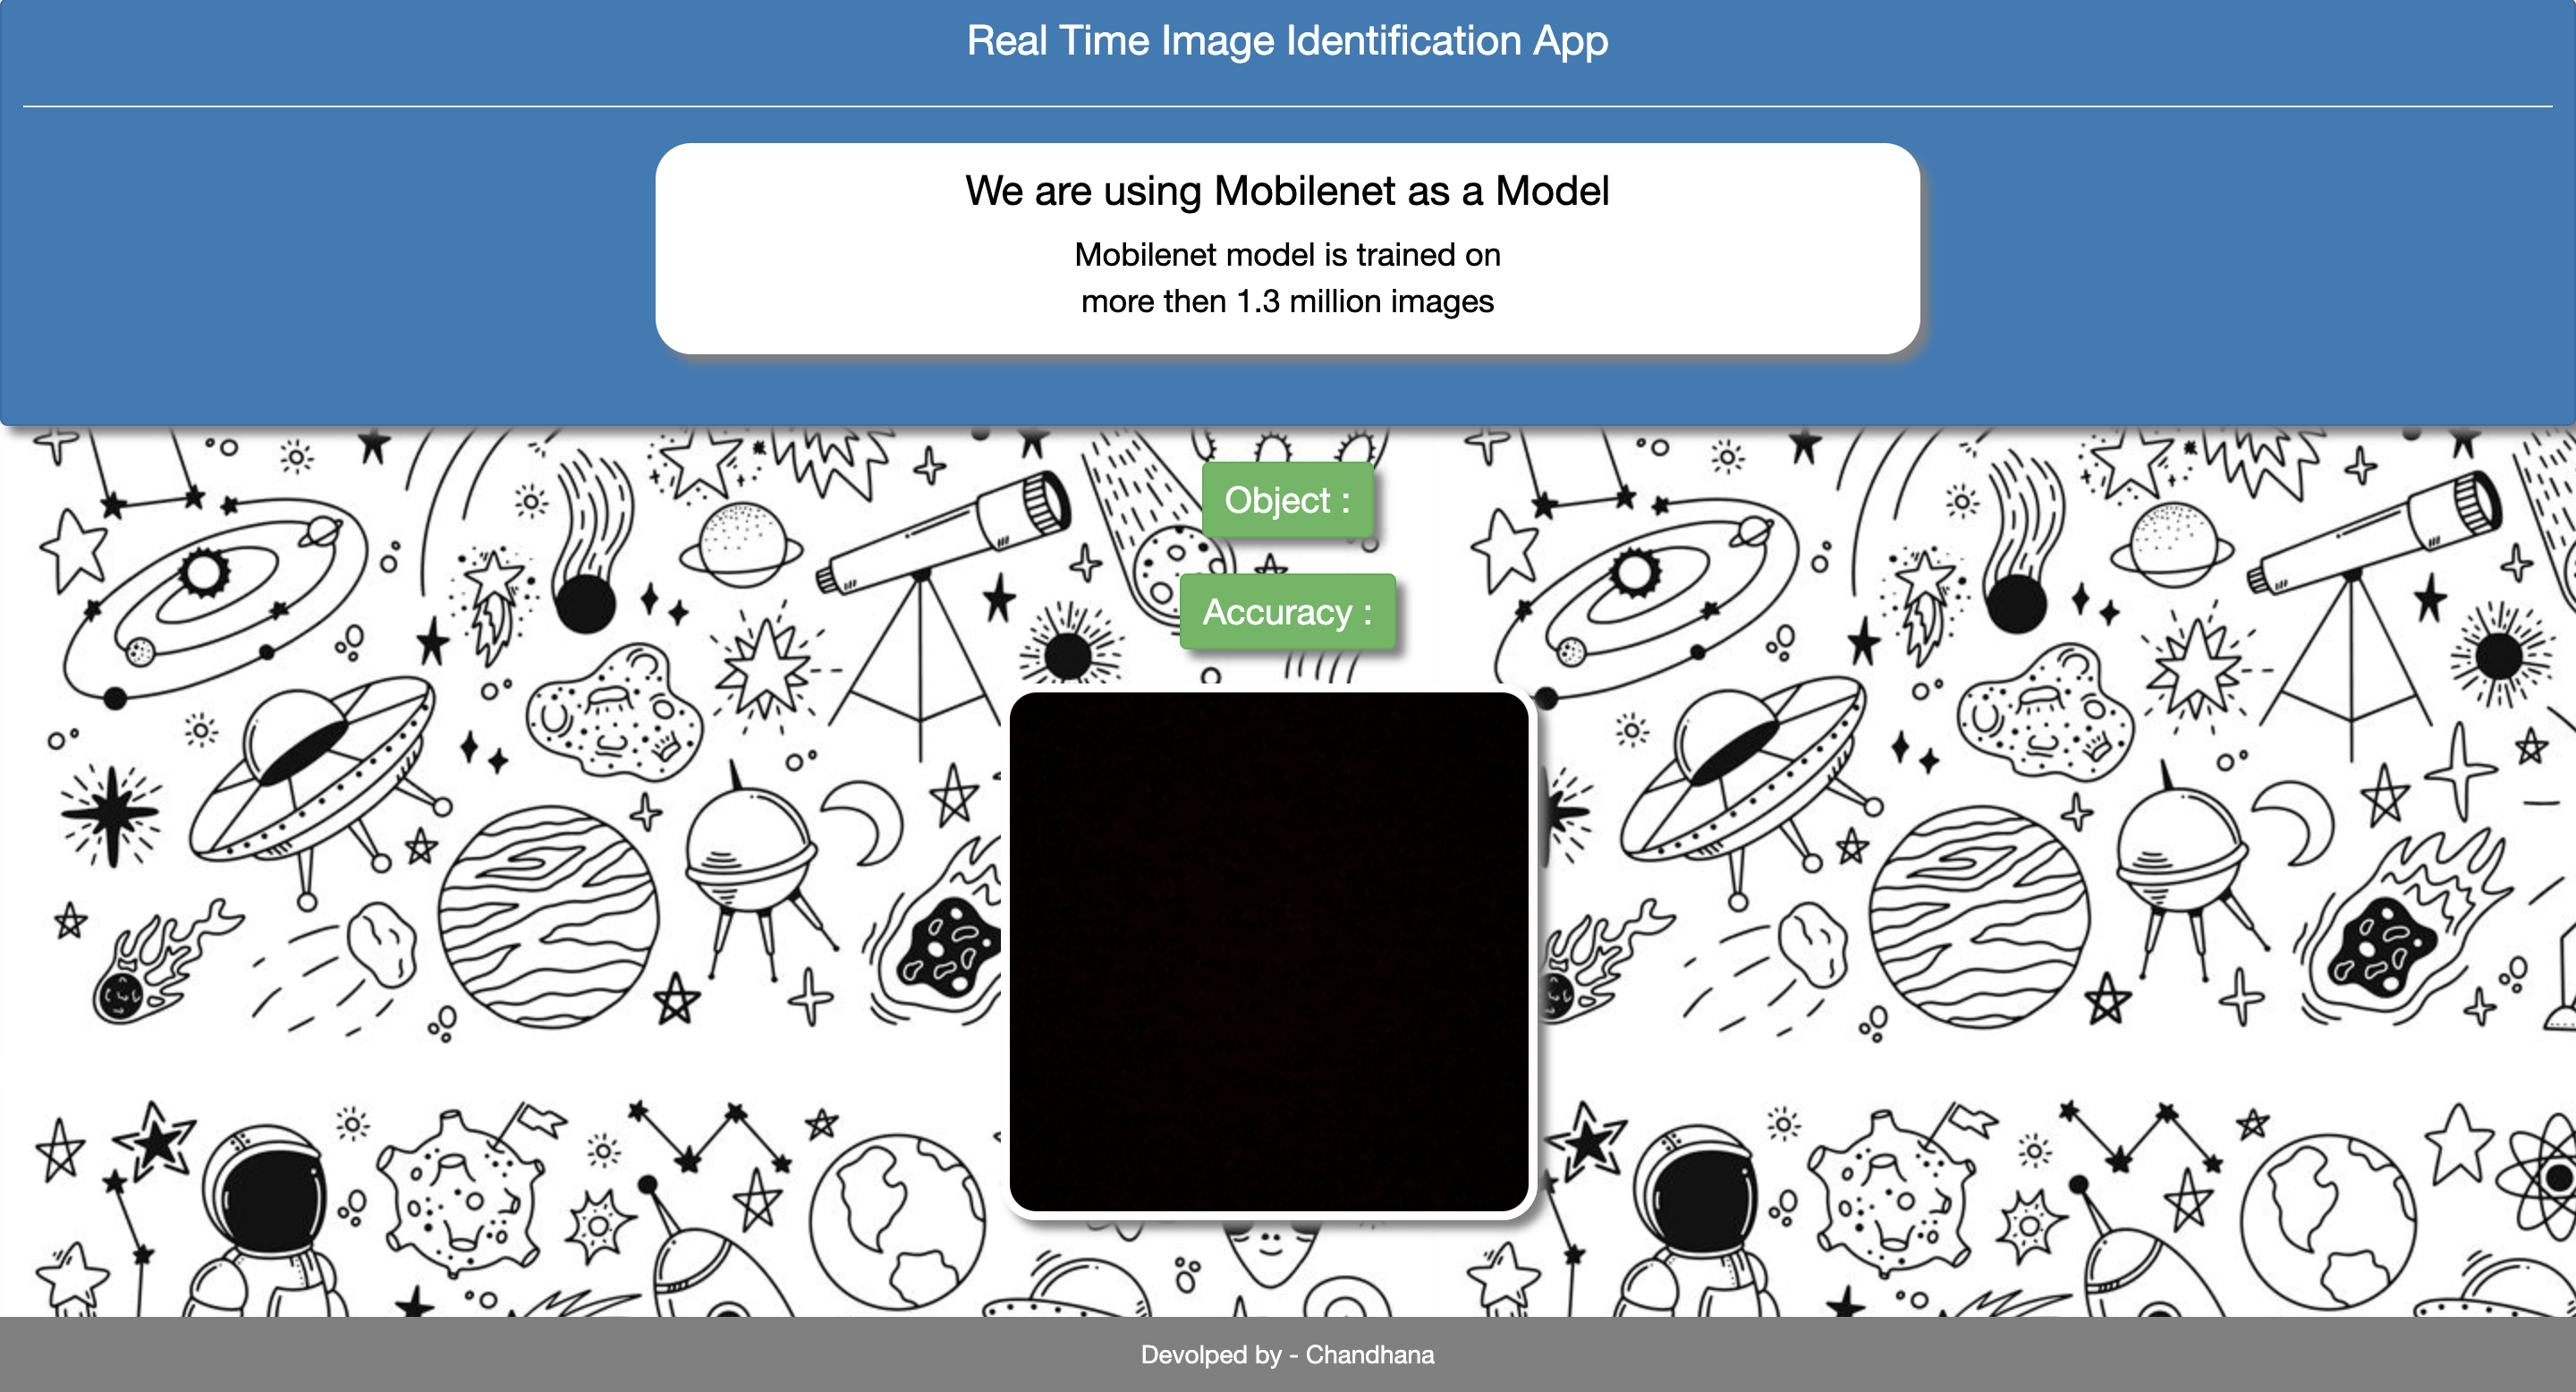 Real Time Image Identification App
We are using Mobilenet as a Model
Mobilenet model is trained on
more then 1.3 million images
Object :
Accuracy :
Devolped by - Chandhana